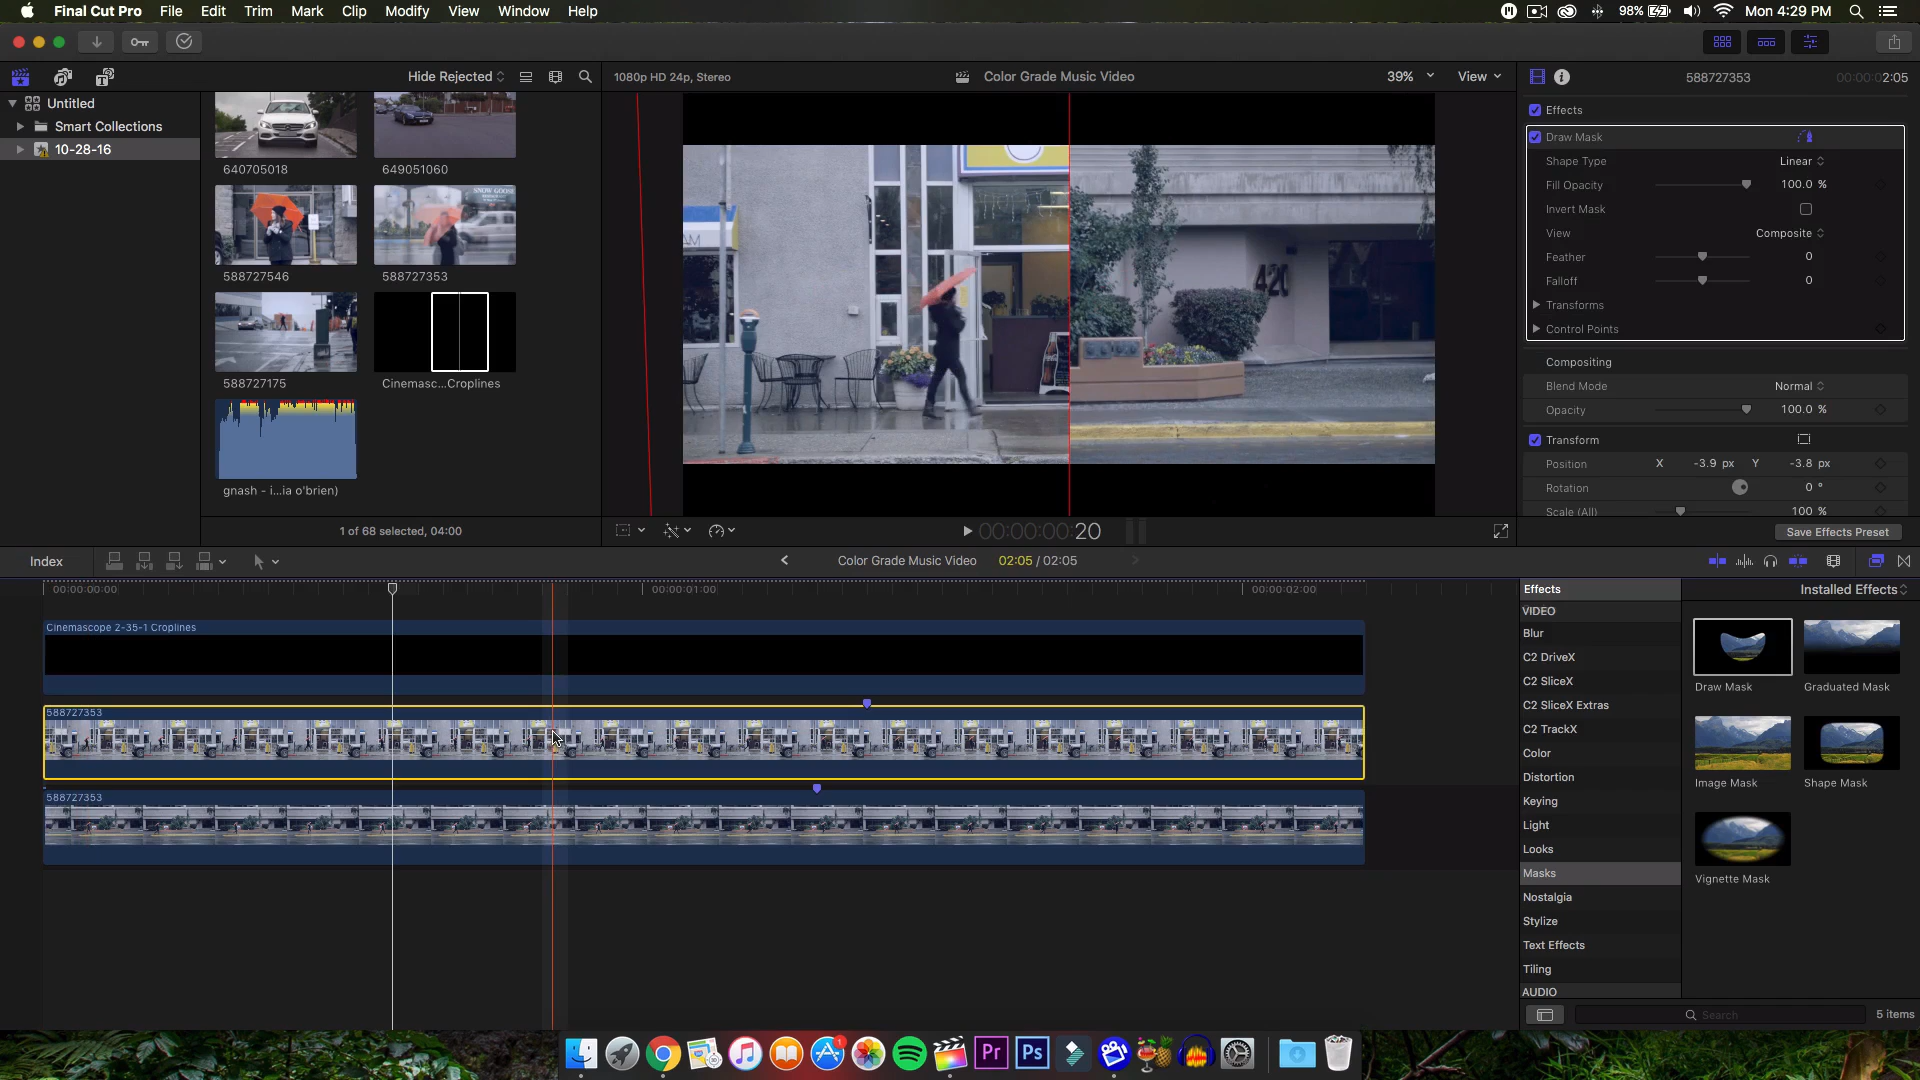 Final Cut Pro File Edit Trim Mark Clip Modify View Window Help
98% Mon 4:29 PM
Hide Rejected
1080p HD 24p, Stereo
Color Grade Music Video
39%
View
588727353
00:00:02:05
Untitled
Smart Collections
10-28-16
640705018
649051060
588727546
588727353
588727175
Cinemasc...Croplines
gnash - i...ia o'brien)
1 of 68 selected, 04:00
420
00:00:00:20
Effects
Draw Mask
Shape Type Linear
Fill Opacity 100.0 %
Invert Mask
View Composite
Feather 0
Falloff 0
Transforms
Control Points
Compositing
Blend Mode Normal
Opacity 100.0 %
Transform
Position X -3.9 px Y -3.8 px
Rotation 0 °
Scale (All) 100 %
Save Effects Preset
Index
Color Grade Music Video 02:05 / 02:05
00:00:00:00
00:00:01:00
00:00:02:00
Cinemascope 2-35-1 Croplines
588727353
588727353
Effects
Installed Effects
VIDEO
Blur
C2 DriveX
C2 SliceX
C2 SliceX Extras
C2 TrackX
Color
Distortion
Keying
Light
Looks
Masks
Nostalgia
Stylize
Text Effects
Tiling
AUDIO
Draw Mask
Graduated Mask
Image Mask
Shape Mask
Vignette Mask
Search
5 items
Pr
Ps